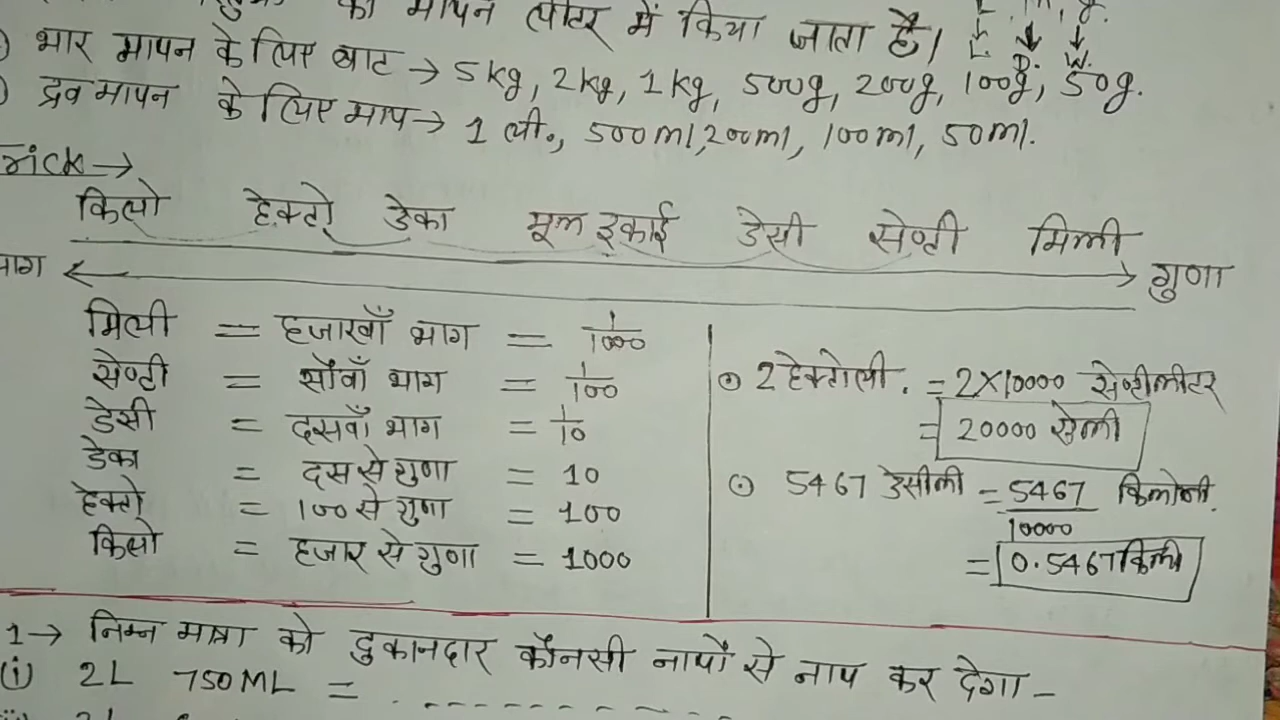 का मापन लीटर में किया जाता है।
भार मापन के लिए बाट → 5kg, 2kg, 1kg, 500g, 200g, 100g, 50g.
L. D. W.
द्रव मापन के लिए माप → 1 ली०, 500ml, 200ml, 100ml, 50ml.
Trick →
किलो हेक्टो डेका मूल इकाई डेसी सेण्टी मिली
भाग ← → गुणा
मिली = हजारवाँ भाग = 1/1000
सेण्टी = सौवाँ भाग = 1/100
डेसी = दसवाँ भाग = 1/10
डेका = दस से गुणा = 10
हेक्टो = 100 से गुणा = 100
किलो = हजार से गुणा = 1000
⊙ 2 हेक्टोली. = 2×10000 सेण्टीलीटर
= 20000 सेली
⊙ 5467 डेसीली = 5467/10000 किलोली.
= 0.5467 किली
1→ निम्न मात्रा को दुकानदार कौनसी नापों से नाप कर देगा -
(i) 2L 750ML = - - - - - - - - -